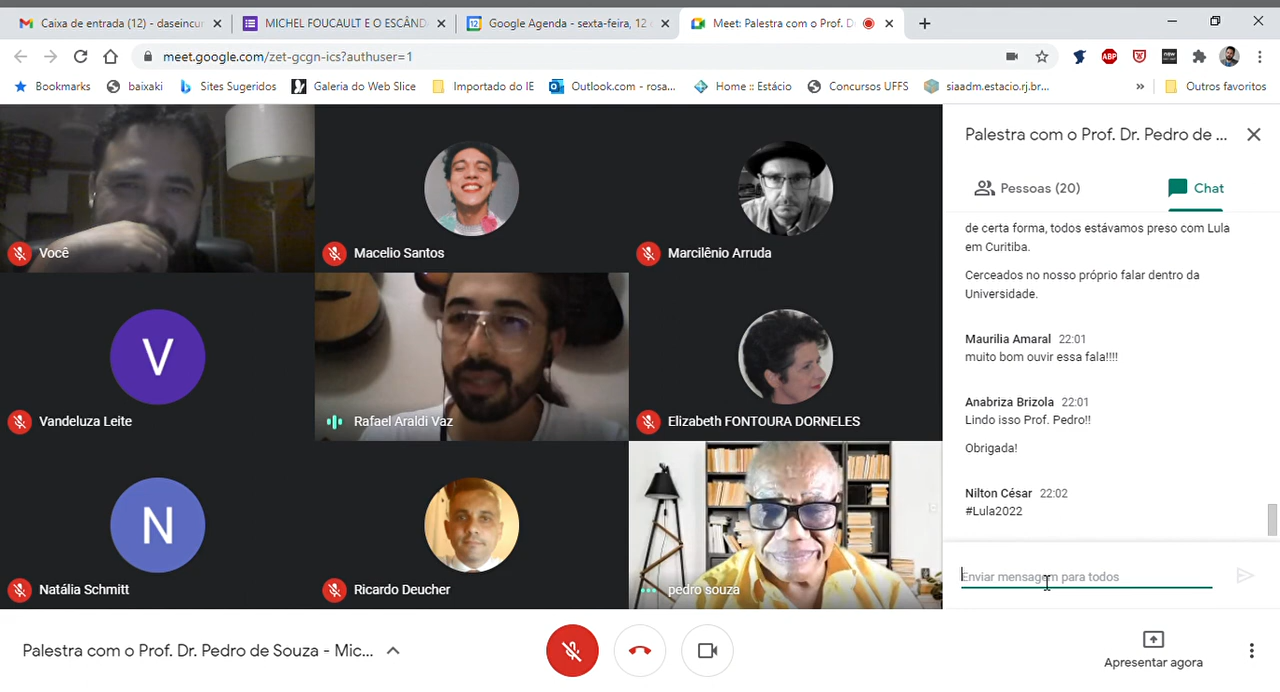 Caixa de entrada (12) - daseincur
MICHEL FOUCAULT E O ESCÂND
Google Agenda - sexta-feira, 12 d
Meet: Palestra com o Prof. D
meet.google.com/zet-gcgn-ics?authuser=1
ABP
Bookmarks
baixaki
Sites Sugeridos
Galeria do Web Slice
Importado do IE
Outlook.com - rosa...
Home :: Estácio
Concursos UFFS
siaadm.estacio.rj.br...
»
Outros favoritos
Você
Macelio Santos
Marcilênio Arruda
V
Vandeluza Leite
Rafael Araldi Vaz
Elizabeth FONTOURA DORNELES
N
Natália Schmitt
Ricardo Deucher
pedro souza
Palestra com o Prof. Dr. Pedro de ...
Pessoas (20)
Chat
de certa forma, todos estávamos preso com Lula
em Curitiba.
Cerceados no nosso próprio falar dentro da
Universidade.
Maurilia Amaral 22:01
muito bom ouvir essa fala!!!!
Anabriza Brizola 22:01
Lindo isso Prof. Pedro!!
Obrigada!
Nilton César 22:02
#Lula2022
Enviar mensagem para todos
Palestra com o Prof. Dr. Pedro de Souza - Mic...
Apresentar agora